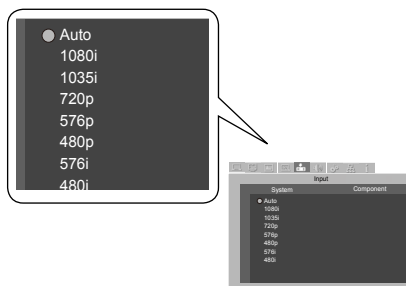 Auto
1080i
1035i
720p
576p
480p
576i
480i
Input
System Component
Auto
1080i
1035i
720p
576p
480p
576i
480i